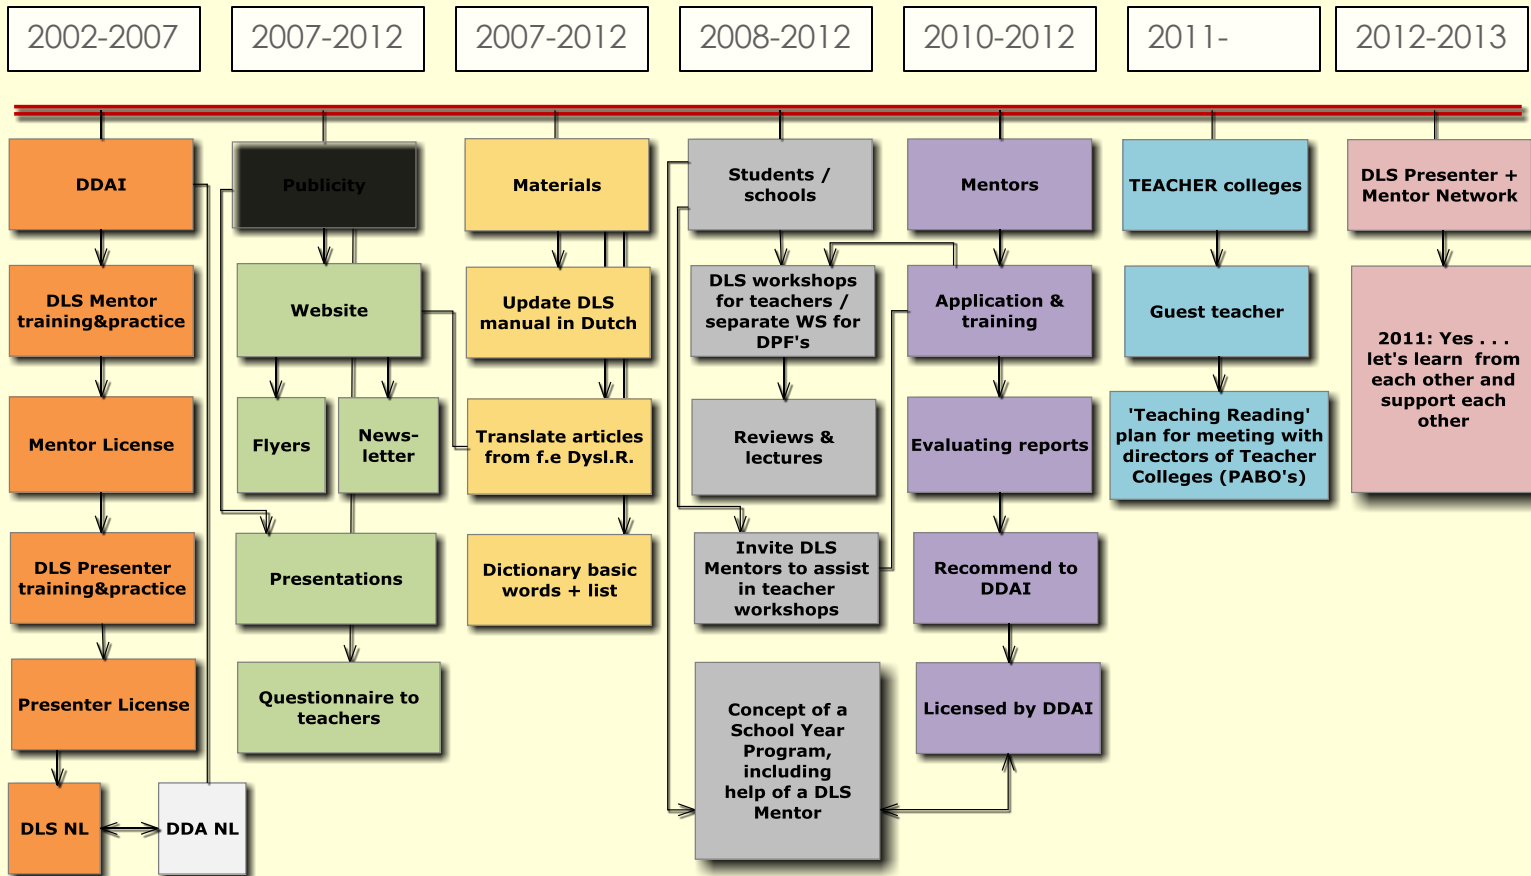 2002-2007
2007-2012
2007-2012
2008-2012
2010-2012
2011-
2012-2013
DDAI
DLS Mentor
training&practice
Mentor License
DLS Presenter
training&practice
Presenter License
DLS NL
DDA NL
Publicity
Website
Flyers
News-
letter
Presentations
Questionnaire to
teachers
Materials
Update DLS
manual in Dutch
Translate articles
from f.e Dysl.R.
Dictionary basic
words + list
Students /
schools
DLS workshops
for teachers /
separate WS for
DPF's
Reviews &
lectures
Invite DLS
Mentors to assist
in teacher
workshops
Concept of a
School Year
Program,
including
help of a DLS
Mentor
Mentors
Application &
training
Evaluating reports
Recommend to
DDAI
Licensed by DDAI
TEACHER colleges
Guest teacher
'Teaching Reading'
plan for meeting with
directors of Teacher
Colleges (PABO's)
DLS Presenter +
Mentor Network
2011: Yes . . .
let's learn from
each other and
support each
other